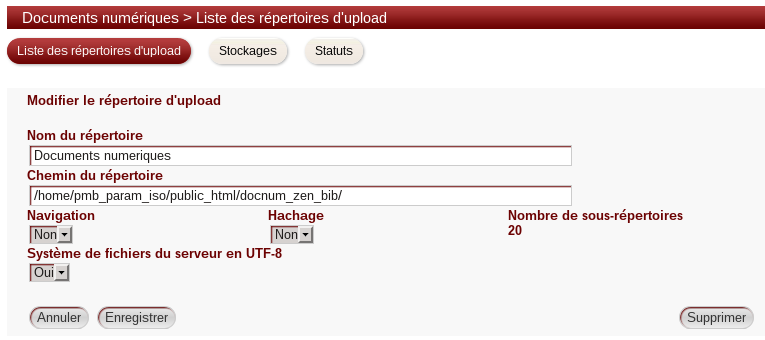 Documents numériques > Liste des répertoires d'upload
Liste des répertoires d'upload Stockages Statuts
Modifier le répertoire d'upload
Nom du répertoire
Documents numeriques
Chemin du répertoire
/home/pmb_param_iso/public_html/docnum_zen_bib/
Navigation Hachage Nombre de sous-répertoires
Non Non 20
Système de fichiers du serveur en UTF-8
Oui
Annuler Enregistrer Supprimer